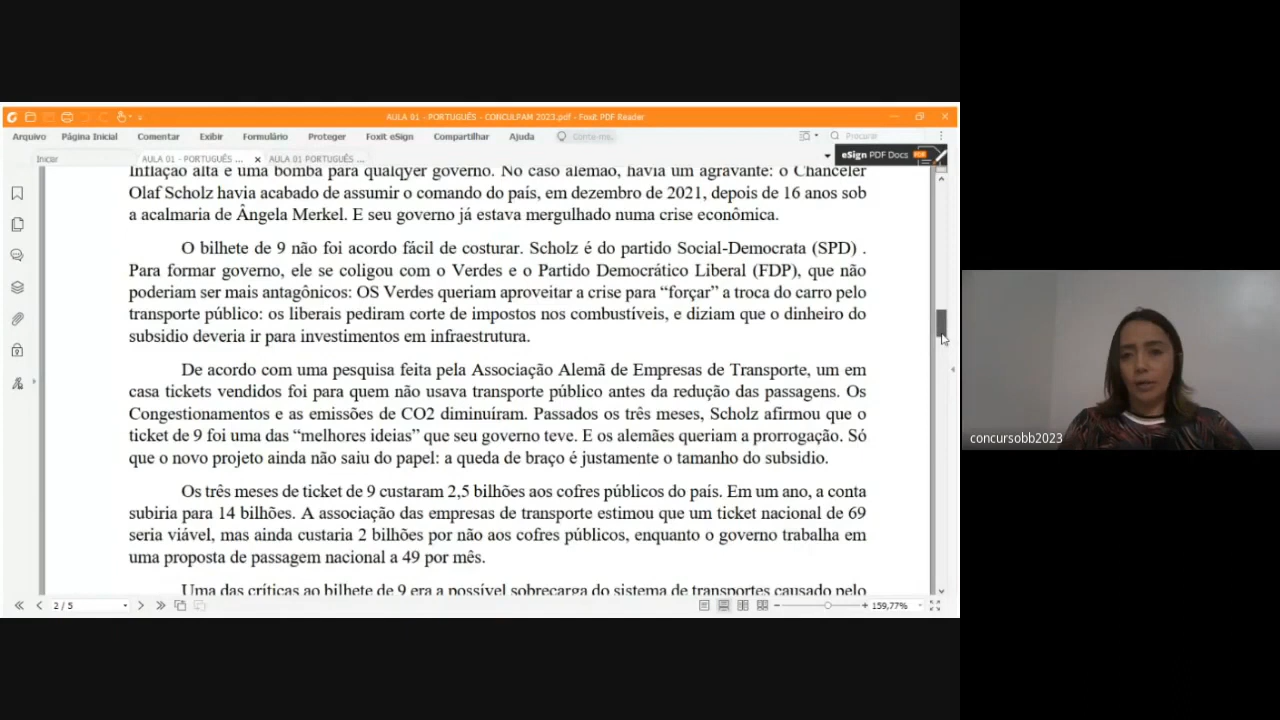 AULA 01 - PORTUGUÊS - CONCULPAM 2023.pdf - Foxit PDF Reader
Arquivo Página Inicial Comentar Exibir Formulário Proteger Foxit eSign Compartilhar Ajuda Conte-me... Procurar
Iniciar AULA 01 - PORTUGUÊS ... AULA 01 PORTUGUÊS ... eSign PDF Docs
Inflação alta é uma bomba para qualqyer governo. No caso alemão, havia um agravante: o Chanceler
Olaf Scholz havia acabado de assumir o comando do país, em dezembro de 2021, depois de 16 anos sob
a acalmaria de Ângela Merkel. E seu governo já estava mergulhado numa crise econômica.
O bilhete de 9 não foi acordo fácil de costurar. Scholz é do partido Social-Democrata (SPD) .
Para formar governo, ele se coligou com o Verdes e o Partido Democrático Liberal (FDP), que não
poderiam ser mais antagônicos: OS Verdes queriam aproveitar a crise para “forçar” a troca do carro pelo
transporte público: os liberais pediram corte de impostos nos combustíveis, e diziam que o dinheiro do
subsidio deveria ir para investimentos em infraestrutura.
De acordo com uma pesquisa feita pela Associação Alemã de Empresas de Transporte, um em
casa tickets vendidos foi para quem não usava transporte público antes da redução das passagens. Os
Congestionamentos e as emissões de CO2 diminuíram. Passados os três meses, Scholz afirmou que o
ticket de 9 foi uma das “melhores ideias” que seu governo teve. E os alemães queriam a prorrogação. Só
que o novo projeto ainda não saiu do papel: a queda de braço é justamente o tamanho do subsidio.
Os três meses de ticket de 9 custaram 2,5 bilhões aos cofres públicos do país. Em um ano, a conta
subiria para 14 bilhões. A associação das empresas de transporte estimou que um ticket nacional de 69
seria viável, mas ainda custaria 2 bilhões por não aos cofres públicos, enquanto o governo trabalha em
uma proposta de passagem nacional a 49 por mês.
Uma das críticas ao bilhete de 9 era a possível sobrecarga do sistema de transportes causado pelo
2 / 5 159,77%
concursobb2023